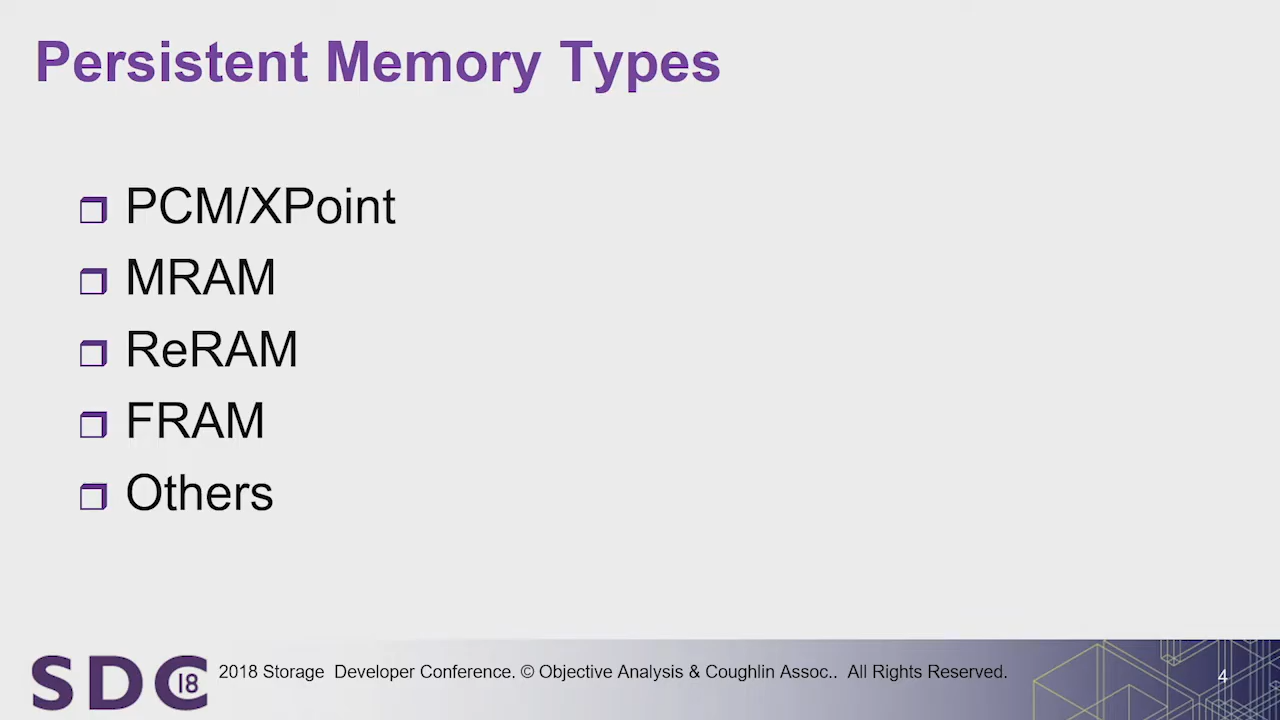 Persistent Memory Types
PCM/XPoint
MRAM
ReRAM
FRAM
Others
SDC 18
2018 Storage  Developer Conference. © Objective Analysis & Coughlin Assoc..  All Rights Reserved.
4